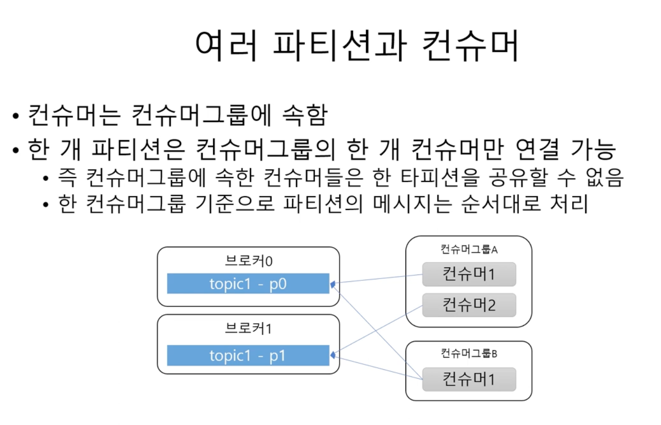 여러 파티션과 컨슈머
• 컨슈머는 컨슈머그룹에 속함
• 한 개 파티션은 컨슈머그룹의 한 개 컨슈머만 연결 가능
• 즉 컨슈머그룹에 속한 컨슈머들은 한 타피션을 공유할 수 없음
• 한 컨슈머그룹 기준으로 파티션의 메시지는 순서대로 처리
브로커0
topic1 - p0
브로커1
topic1 - p1
컨슈머그룹A
컨슈머1
컨슈머2
컨슈머그룹B
컨슈머1